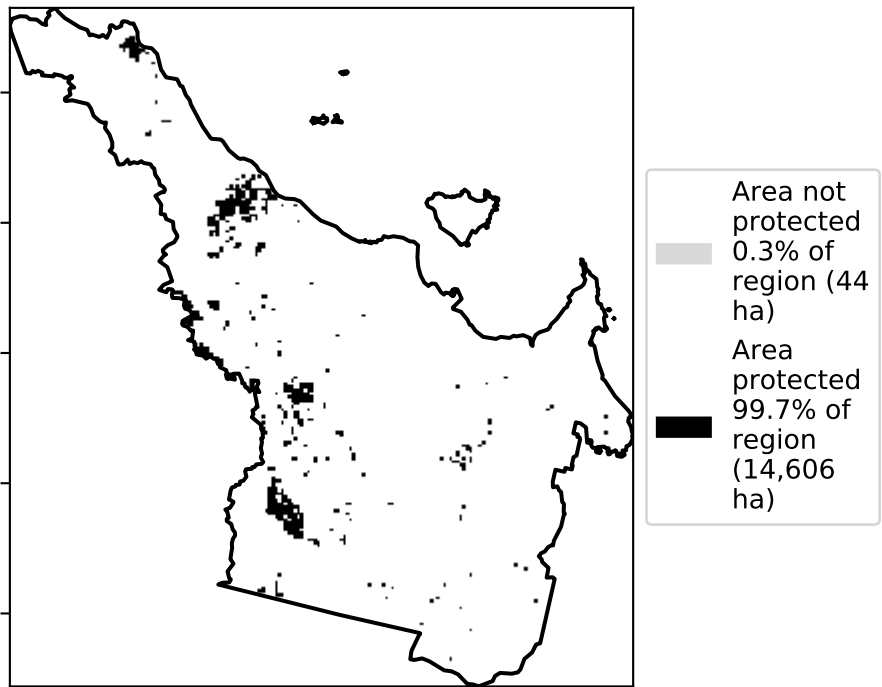 Area not
protected
0.3% of
region (44
ha)
Area
protected
99.7% of
region
(14,606
ha)